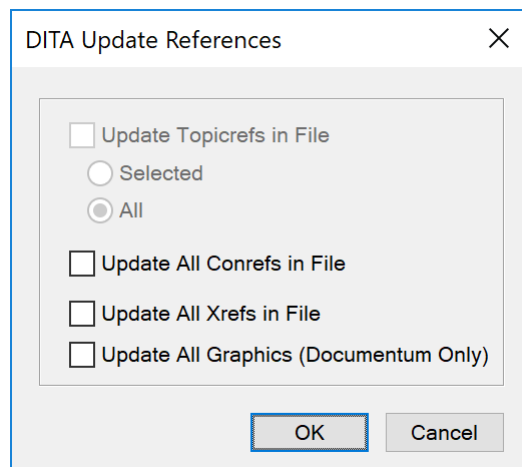 DITA Update References
Update Topicrefs in File
Selected
All
Update All Conrefs in File
Update All Xrefs in File
Update All Graphics (Documentum Only)
OK Cancel